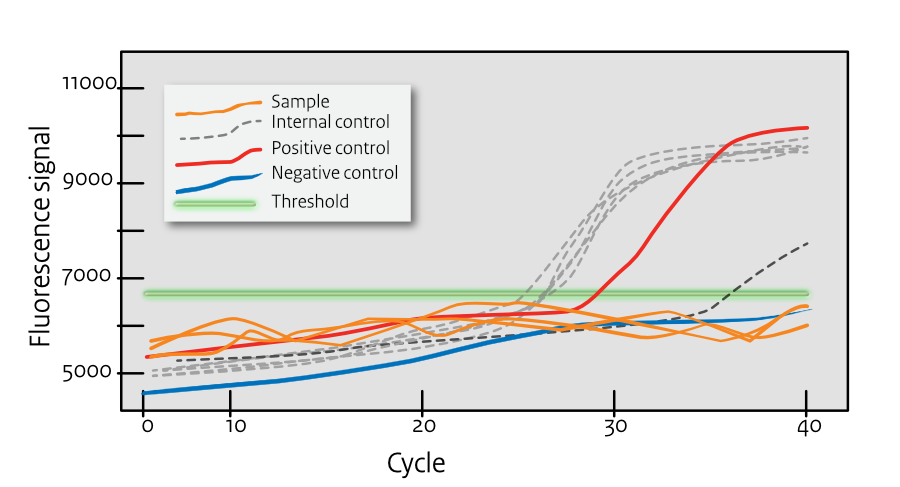 Fluorescence signal
11000
9000
7000
5000
Sample
Internal control
Positive control
Negative control
Threshold
0 10 20 30 40
Cycle